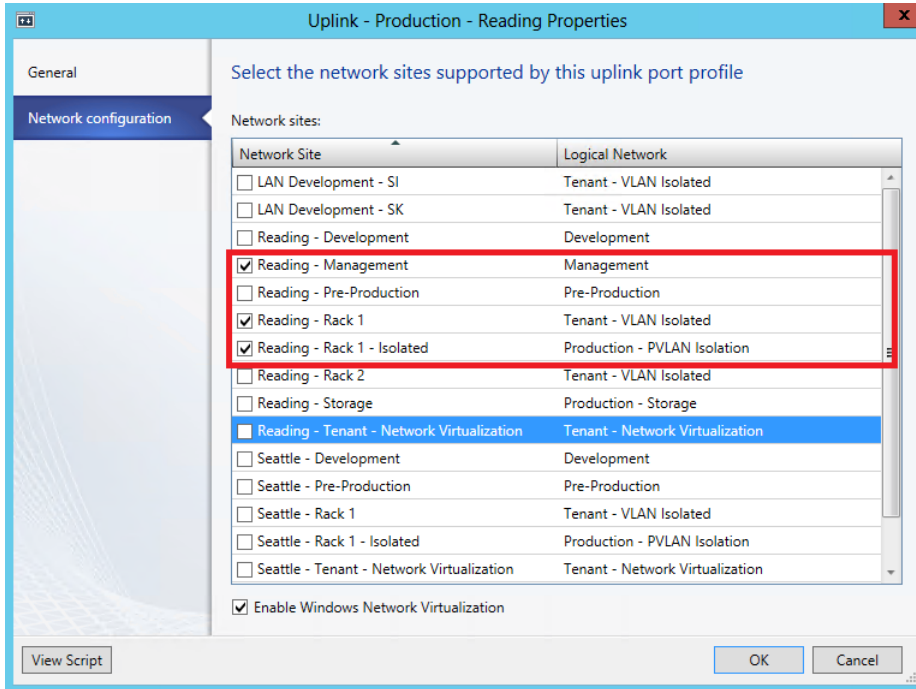 Uplink - Production - Reading Properties
x
General
Network configuration
Select the network sites supported by this uplink port profile
Network sites:
Network Site Logical Network
LAN Development - SI Tenant - VLAN Isolated
LAN Development - SK Tenant - VLAN Isolated
Reading - Development Development
Reading - Management Management
Reading - Pre-Production Pre-Production
Reading - Rack 1 Tenant - VLAN Isolated
Reading - Rack 1 - Isolated Production - PVLAN Isolation
Reading - Rack 2 Tenant - VLAN Isolated
Reading - Storage Production - Storage
Reading - Tenant - Network Virtualization Tenant - Network Virtualization
Seattle - Development Development
Seattle - Pre-Production Pre-Production
Seattle - Rack 1 Tenant - VLAN Isolated
Seattle - Rack 1 - Isolated Production - PVLAN Isolation
Seattle - Tenant - Network Virtualization Tenant - Network Virtualization
Enable Windows Network Virtualization
View Script OK Cancel